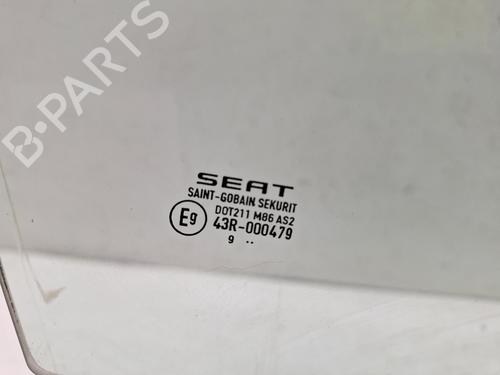 B-PARTS
SEAT
SAINT-GOBAIN SEKURIT
DOT211 M86 AS2
E9 43R-000479
9 ..